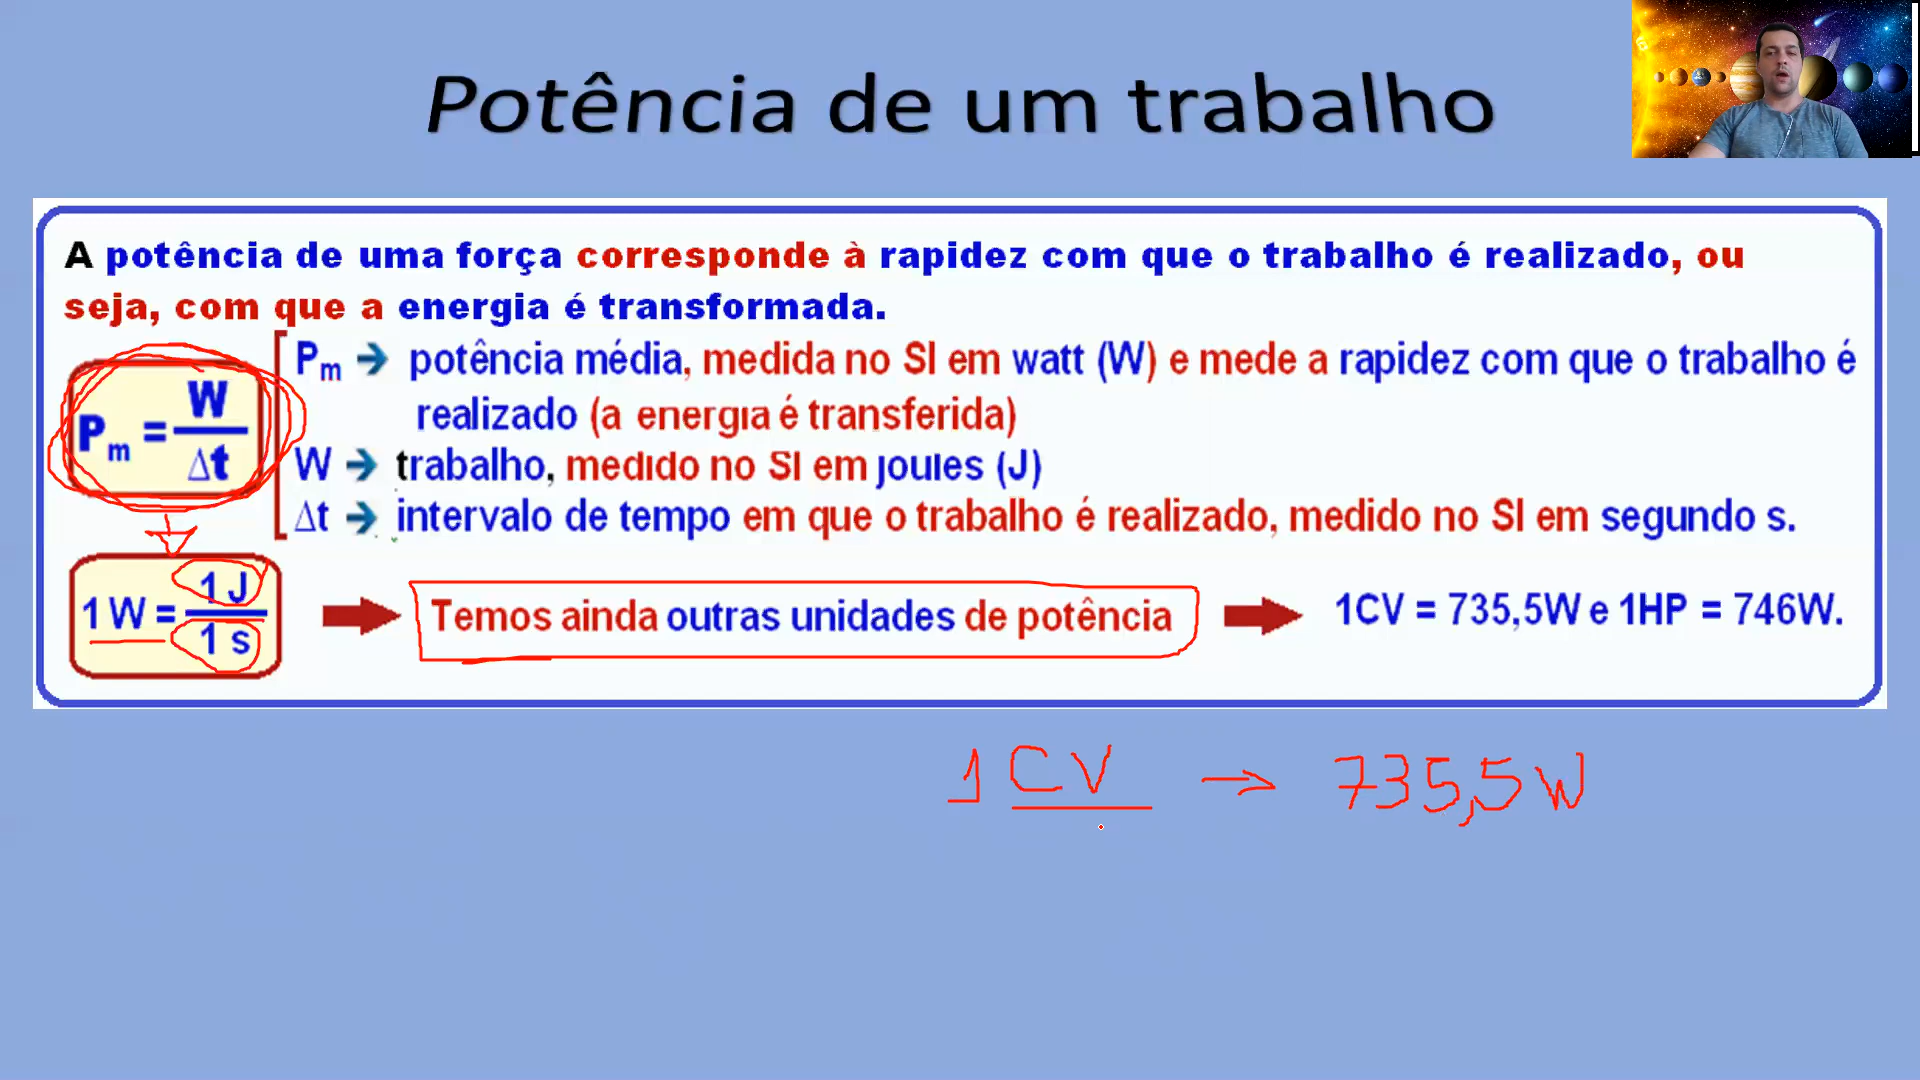 Potência de um trabalho
A potência de uma força corresponde à rapidez com que o trabalho é realizado, ou
seja, com que a energia é transformada.
Pm = W/Δt
Pm → potência média, medida no SI em watt (W) e mede a rapidez com que o trabalho é
realizado (a energia é transferida)
W → trabalho, medido no SI em joules (J)
Δt → intervalo de tempo em que o trabalho é realizado, medido no SI em segundo s.
1 W = 1 J/1 s
Temos ainda outras unidades de potência
1CV = 735,5W e 1HP = 746W.
1 CV → 735,5 W